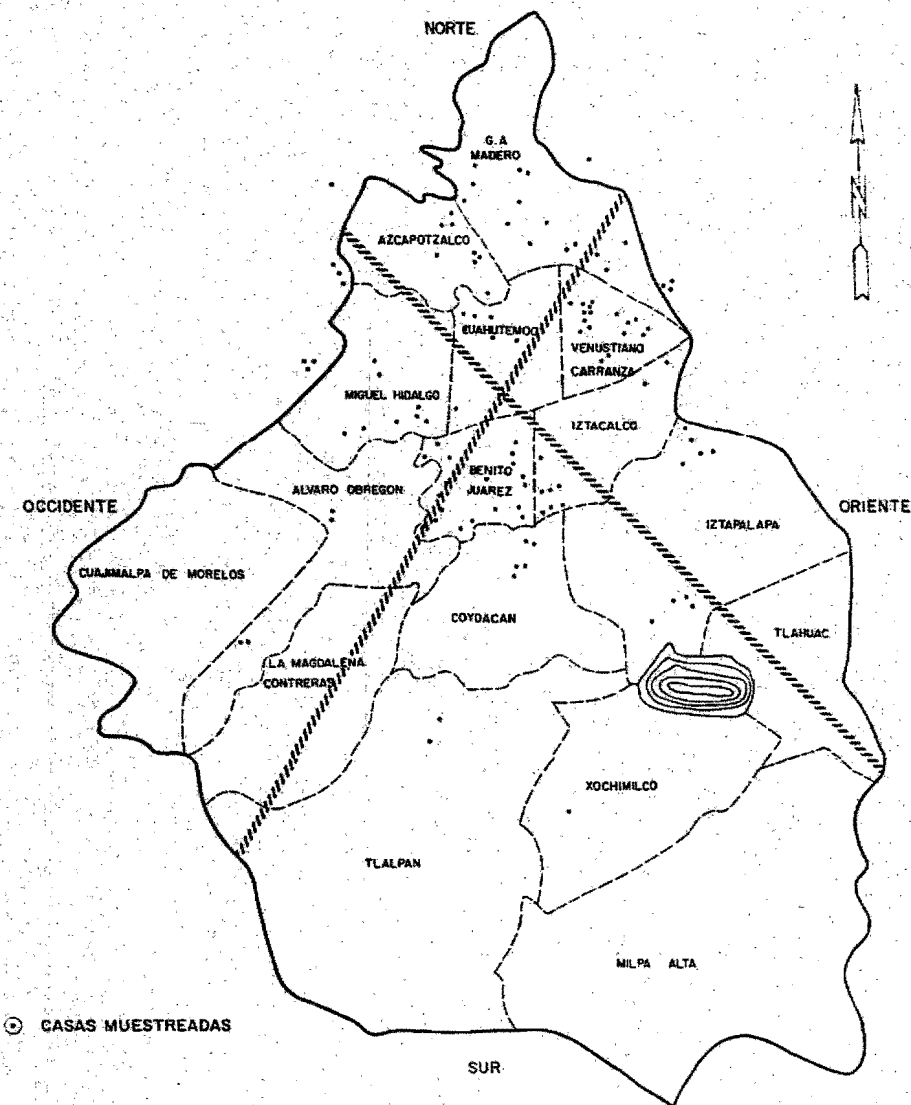 NORTE
G.A
MADERO
N
AZCAPOTZALCO
CUAHUTEMOC
VENUSTIANO
CARRANZA
MIGUEL HIDALGO
IZTACALCO
BENITO
JUAREZ
ALVARO OBREGON
OCCIDENTE
ORIENTE
IZTAPALAPA
CUAJIMALPA DE MORELOS
COYOACAN
TLAHUAC
LA MAGDALENA
CONTRERAS
XOCHIMILCO
TLALPAN
MILPA ALTA
CASAS MUESTREADAS
SUR